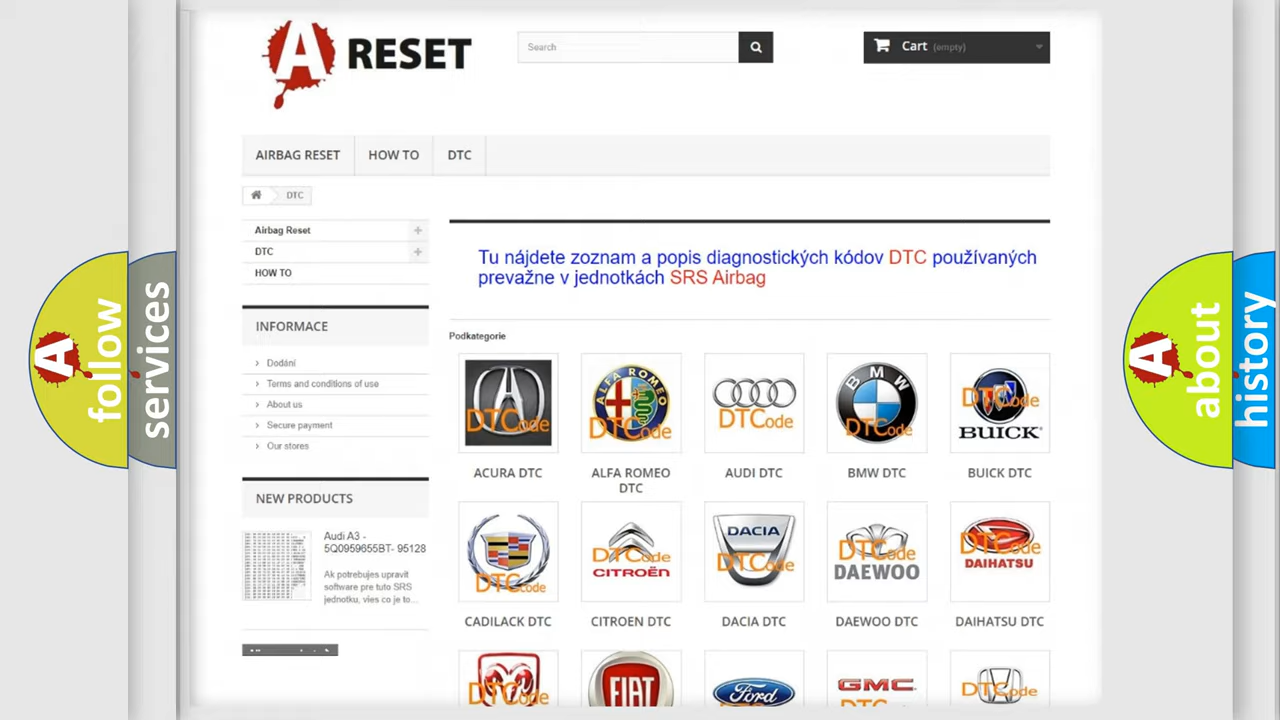 A RESET
Search
Cart (empty)
AIRBAG RESET
HOW TO
DTC
DTC
Airbag Reset
DTC
HOW TO
INFORMACE
Dodání
Terms and conditions of use
About us
Secure payment
Our stores
NEW PRODUCTS
Audi A3 -
5Q0959655BT- 95128
Ak potrebujes upravit
software pre tuto SRS
jednotku, vies co je to...
Tu nájdete zoznam a popis diagnostických kódov DTC používaných
prevažne v jednotkách SRS Airbag
Podkategorie
DTCode
ALFA ROMEO
DTCode
DTCode
BMW
DTCode
DTCode
BUICK
ACURA DTC
ALFA ROMEO
DTC
AUDI DTC
BMW DTC
BUICK DTC
DTCode
DTCode
CITROËN
DACIA
DTCode
DTCode
DAEWOO
DTCode
DAIHATSU
CADILACK DTC
CITROEN DTC
DACIA DTC
DAEWOO DTC
DAIHATSU DTC
DTCode
FIAT
Ford
DTCode
GMC
DTCode
A
follow
services
A
about
history